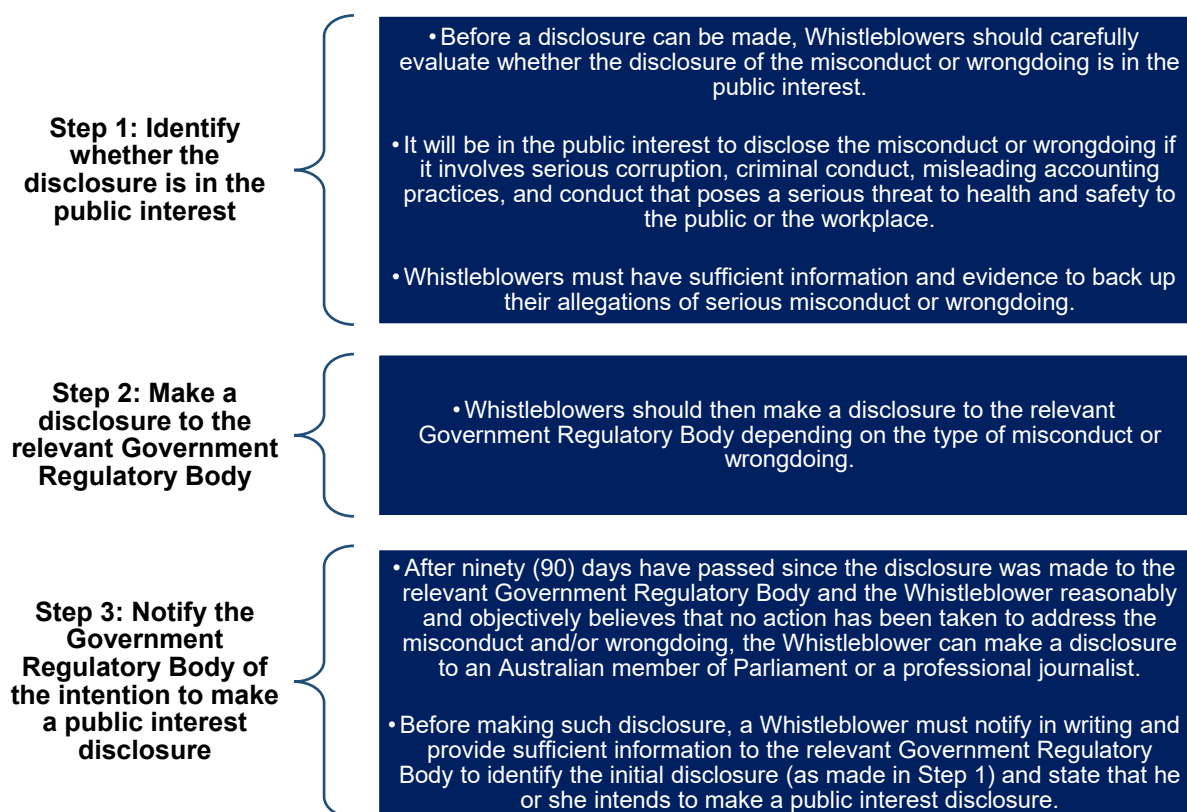 Step 1: Identify
whether the
disclosure is in the
public interest
• Before a disclosure can be made, Whistleblowers should carefully
evaluate whether the disclosure of the misconduct or wrongdoing is in the
public interest.
• It will be in the public interest to disclose the misconduct or wrongdoing if
it involves serious corruption, criminal conduct, misleading accounting
practices, and conduct that poses a serious threat to health and safety to
the public or the workplace.
• Whistleblowers must have sufficient information and evidence to back up
their allegations of serious misconduct or wrongdoing.
Step 2: Make a
disclosure to the
relevant Government
Regulatory Body
• Whistleblowers should then make a disclosure to the relevant
Government Regulatory Body depending on the type of misconduct or
wrongdoing.
Step 3: Notify the
Government
Regulatory Body of
the intention to make
a public interest
disclosure
• After ninety (90) days have passed since the disclosure was made to the
relevant Government Regulatory Body and the Whistleblower reasonably
and objectively believes that no action has been taken to address the
misconduct and/or wrongdoing, the Whistleblower can make a disclosure
to an Australian member of Parliament or a professional journalist.
• Before making such disclosure, a Whistleblower must notify in writing and
provide sufficient information to the relevant Government Regulatory
Body to identify the initial disclosure (as made in Step 1) and state that he
or she intends to make a public interest disclosure.